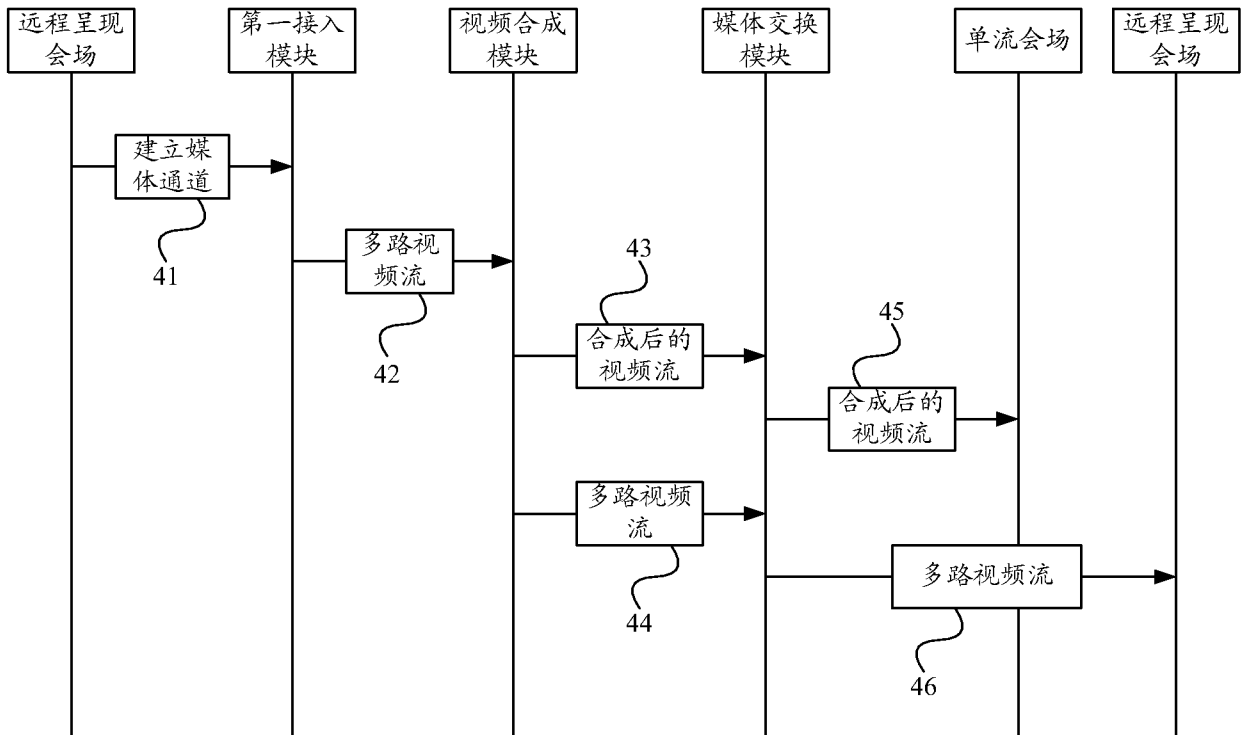 远程呈现
会场
第一接入
模块
视频合成
模块
媒体交换
模块
单流会场
远程呈现
会场
建立媒
体通道
41
多路视
频流
42
43
合成后的
视频流
45
合成后的
视频流
多路视频
流
44
多路视频流
46